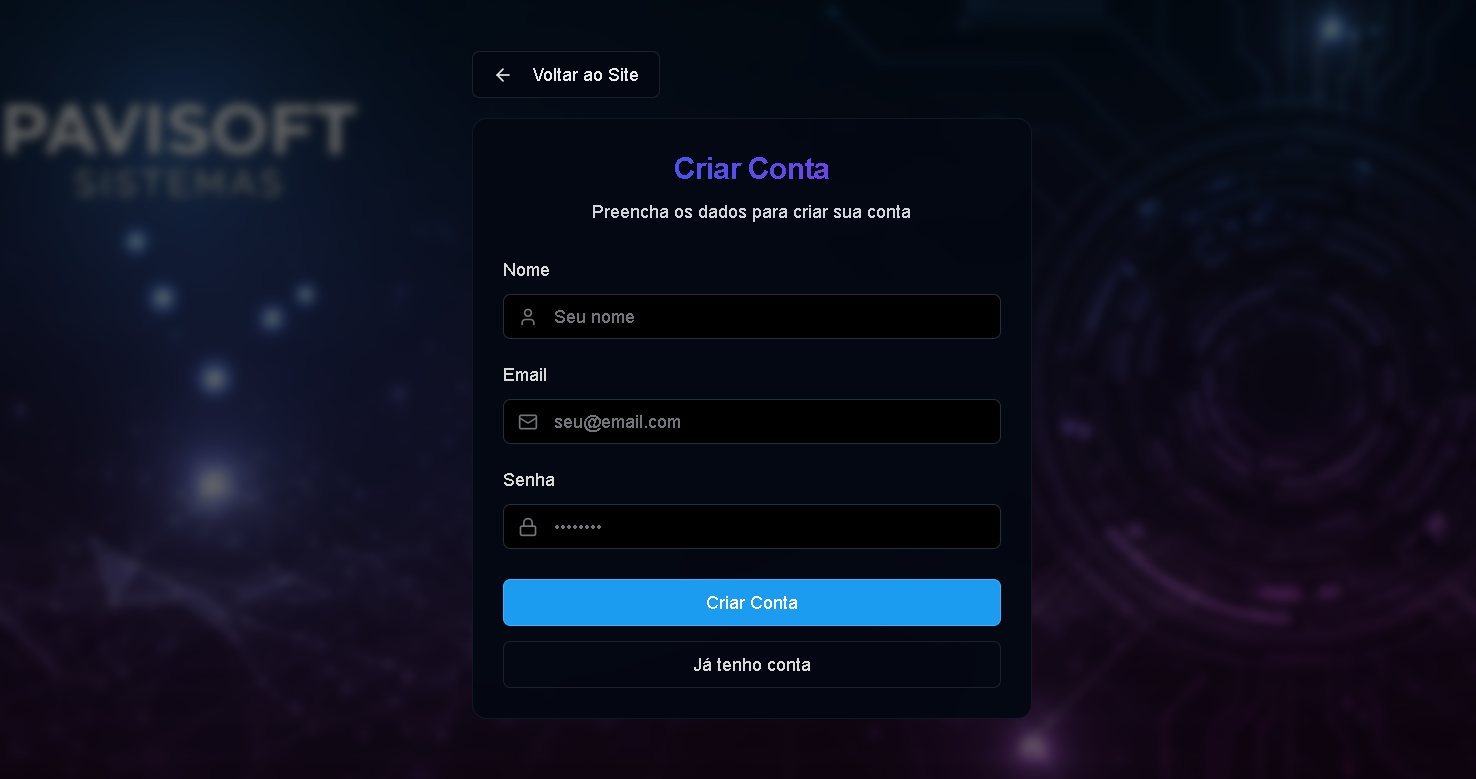 Voltar ao Site
PAVISOFT
SISTEMAS
Criar Conta
Preencha os dados para criar sua conta
Nome
Seu nome
Email
seu@email.com
Senha
••••••••
Criar Conta
Já tenho conta